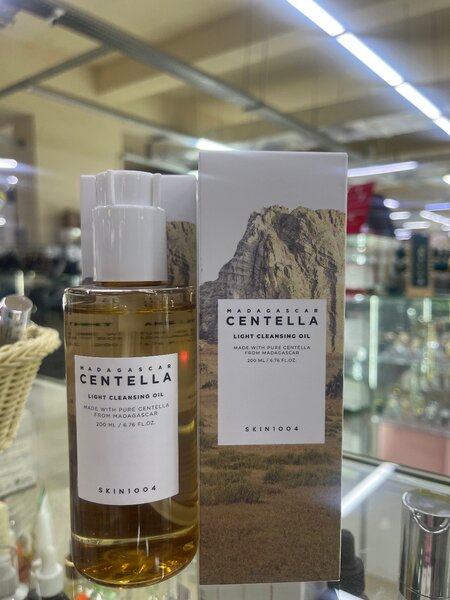 MADAGASCAR
CENTELLA
LIGHT CLEANSING OIL
MADE WITH PURE CENTELLA
FROM MADAGASCAR
200 ML / 6.76 FL.OZ.
SKIN1004
MADAGASCAR
CENTELLA
LIGHT CLEANSING OIL
MADE WITH PURE CENTELLA
FROM MADAGASCAR
200 ML / 6.76 FL.OZ.
SKIN1004